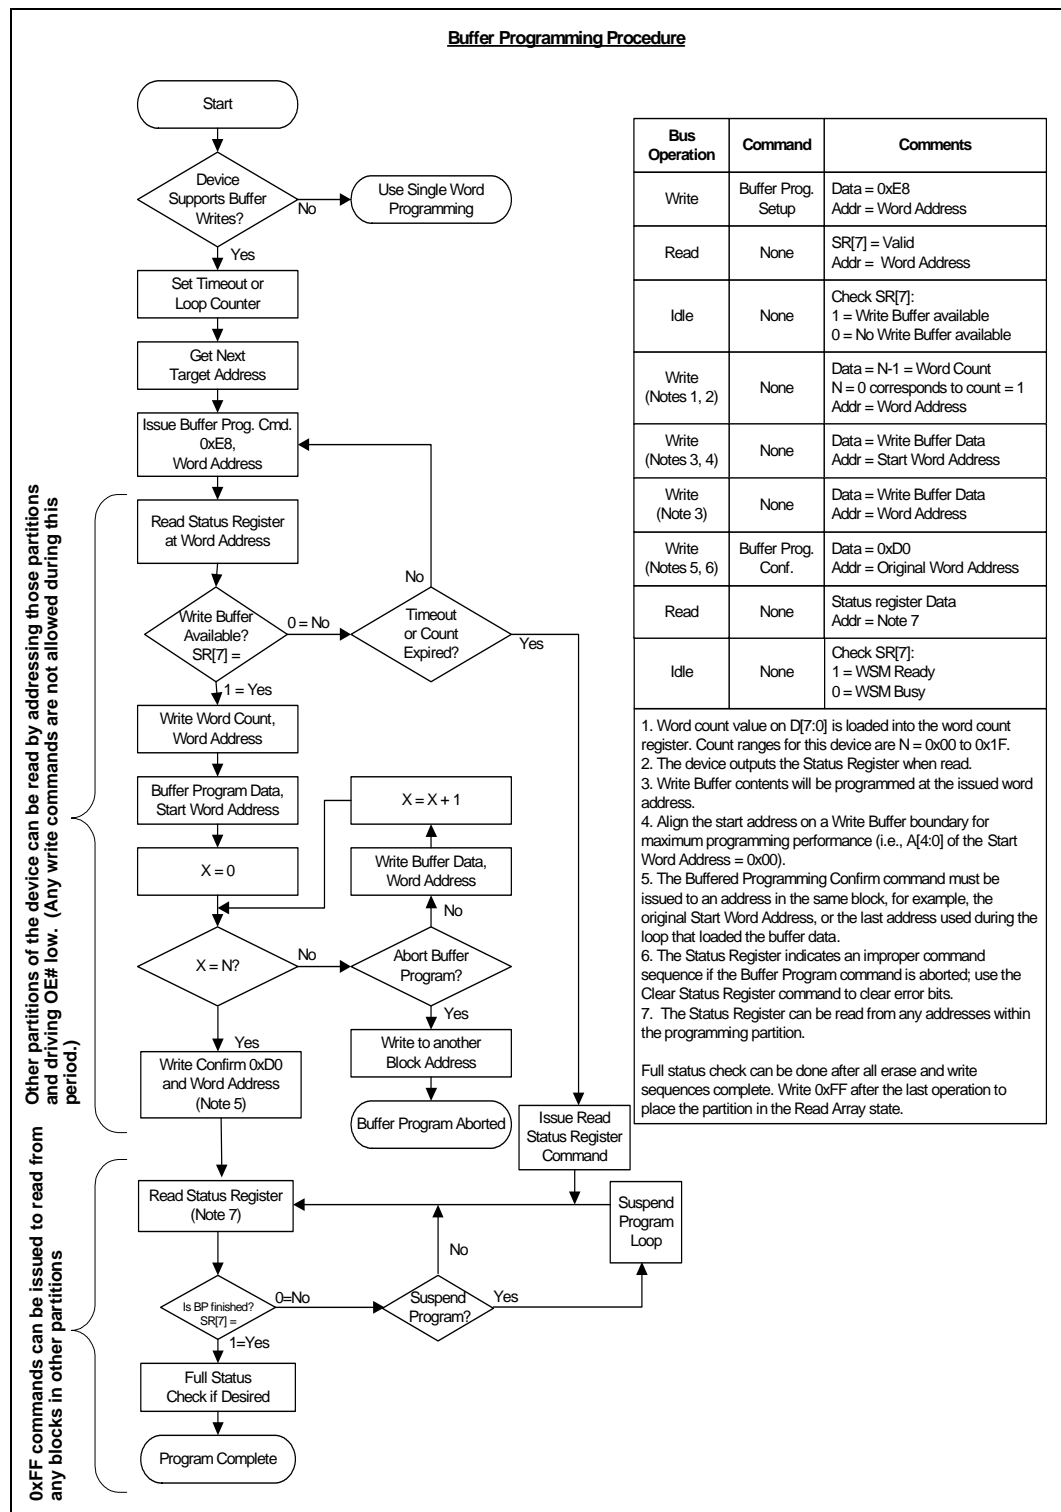 Buffer Programming Procedure
Start
Device
Supports Buffer
Writes?
No
Use Single Word
Programming
Yes
Set Timeout or
Loop Counter
Get Next
Target Address
Issue Buffer Prog. Cmd.
0xE8,
Word Address
Read Status Register
at Word Address
No
Write Buffer
Available?
SR[7] =
0 = No
Timeout
or Count
Expired?
Yes
1 = Yes
Write Word Count,
Word Address
Buffer Program Data,
Start Word Address
X = X + 1
X = 0
Write Buffer Data,
Word Address
No
X = N?
No
Abort Buffer
Program?
Yes
Yes
Write to another
Block Address
Write Confirm 0xD0
and Word Address
(Note 5)
Buffer Program Aborted
Issue Read
Status Register
Command
Read Status Register
(Note 7)
Suspend
Program
Loop
No
Is BP finished?
SR[7] =
0=No
Suspend
Program?
Yes
1=Yes
Full Status
Check if Desired
Program Complete
Other partitions of the device can be read by addressing those partitions
and driving OE# low. (Any write commands are not allowed during this
period.)
0xFF commands can be issued to read from
any blocks in other partitions
Bus
Operation
Command
Comments
Write
Buffer Prog.
Setup
Data = 0xE8
Addr = Word Address
Read
None
SR[7] = Valid
Addr = Word Address
Idle
None
Check SR[7]:
1 = Write Buffer available
0 = No Write Buffer available
Write
(Notes 1, 2)
None
Data = N-1 = Word Count
N = 0 corresponds to count = 1
Addr = Word Address
Write
(Notes 3, 4)
None
Data = Write Buffer Data
Addr = Start Word Address
Write
(Note 3)
None
Data = Write Buffer Data
Addr = Word Address
Write
(Notes 5, 6)
Buffer Prog.
Conf.
Data = 0xD0
Addr = Original Word Address
Read
None
Status register Data
Addr = Note 7
Idle
None
Check SR[7]:
1 = WSM Ready
0 = WSM Busy
1. Word count value on D[7:0] is loaded into the word count
register. Count ranges for this device are N = 0x00 to 0x1F.
2. The device outputs the Status Register when read.
3. Write Buffer contents will be programmed at the issued word
address.
4. Align the start address on a Write Buffer boundary for
maximum programming performance (i.e., A[4:0] of the Start
Word Address = 0x00).
5. The Buffered Programming Confirm command must be
issued to an address in the same block, for example, the
original Start Word Address, or the last address used during the
loop that loaded the buffer data.
6. The Status Register indicates an improper command
sequence if the Buffer Program command is aborted; use the
Clear Status Register command to clear error bits.
7. The Status Register can be read from any addresses within
the programming partition.
Full status check can be done after all erase and write
sequences complete. Write 0xFF after the last operation to
place the partition in the Read Array state.